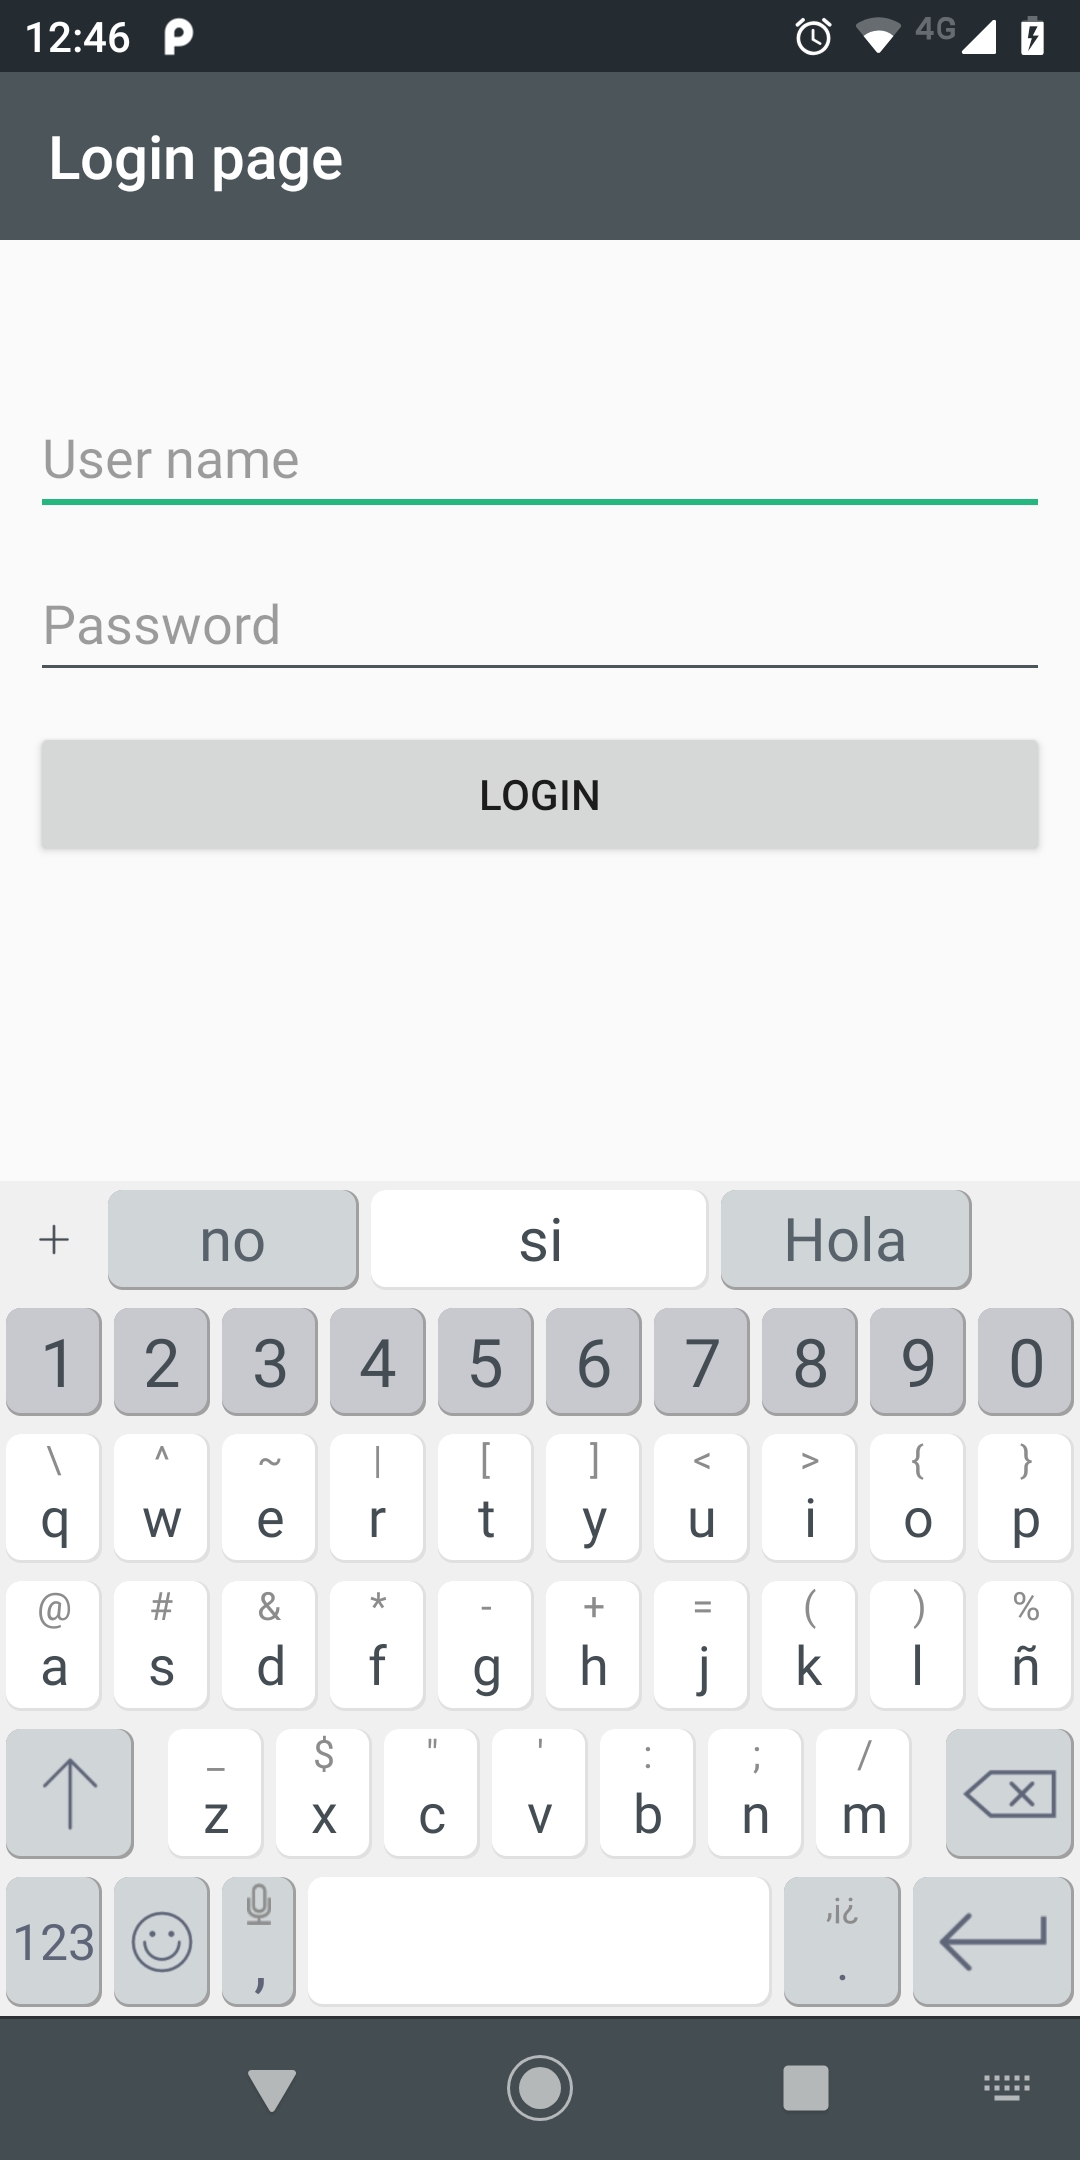 12:46 4G
Login page
User name
Password
LOGIN
+ no si Hola
1 2 3 4 5 6 7 8 9 0
\ ^ ~ | [ ] < > { }
q w e r t y u i o p
@ # & * - + = ( ) %
a s d f g h j k l ñ
_ $ " ' : ; /
z x c v b n m
,¡¿
123 , .